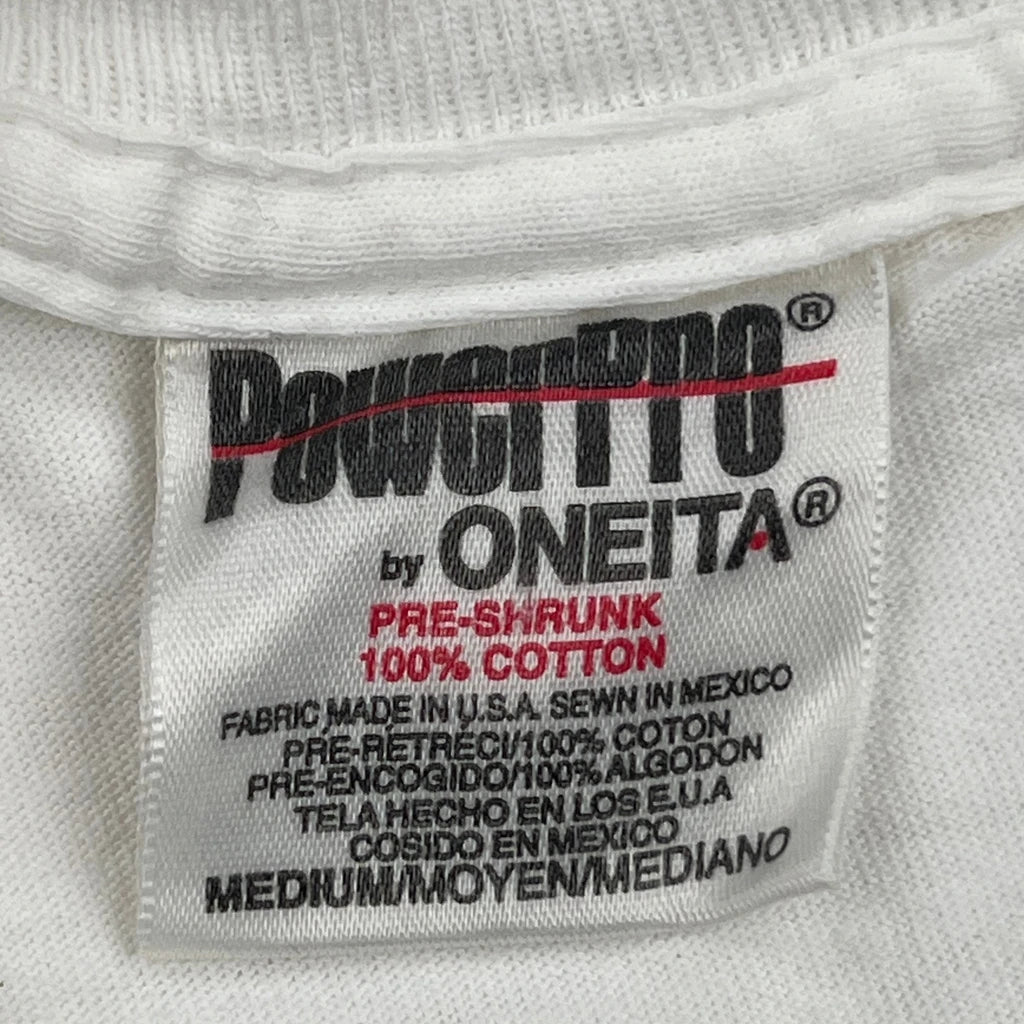 PowerPro®
by ONEITA®
PRE-SHRUNK
100% COTTON
FABRIC MADE IN U.S.A. SEWN IN MEXICO
PRE-RÉTRECI/100% COTON
PRE-ENCOGIDO/100% ALGODON
TELA HECHO EN LOS E.U.A
COSIDO EN MEXICO
MEDIUM/MOYEN/MEDIANO